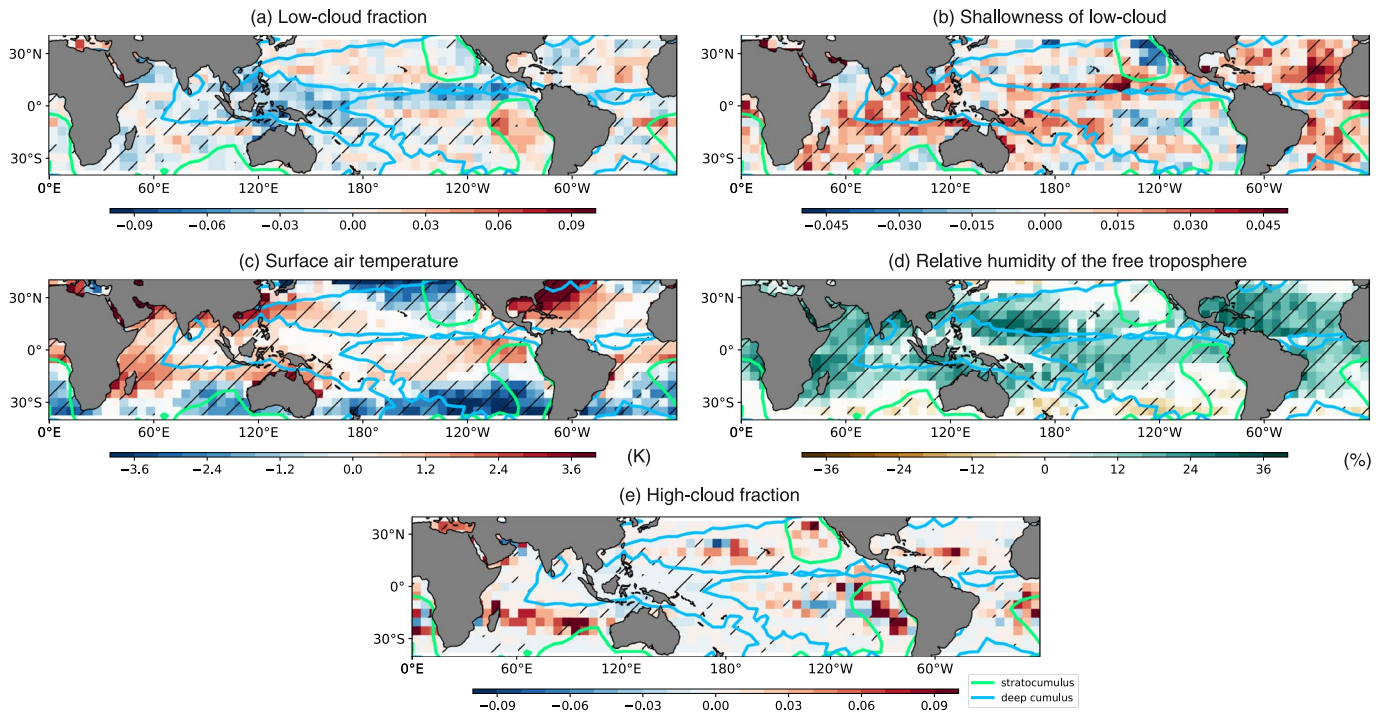 (a) Low-cloud fraction
(b) Shallowness of low-cloud
30°N
0°
30°S
0°E 60°E 120°E 180° 120°W 60°W
−0.09 −0.06 −0.03 0.00 0.03 0.06 0.09
30°N
0°
30°S
0°E 60°E 120°E 180° 120°W 60°W
−0.045 −0.030 −0.015 0.000 0.015 0.030 0.045
(c) Surface air temperature
(d) Relative humidity of the free troposphere
30°N
0°
30°S
0°E 60°E 120°E 180° 120°W 60°W
−3.6 −2.4 −1.2 0.0 1.2 2.4 3.6
(K)
30°N
0°
30°S
0°E 60°E 120°E 180° 120°W 60°W
−36 −24 −12 0 12 24 36
(%)
(e) High-cloud fraction
30°N
0°
30°S
0°E 60°E 120°E 180° 120°W 60°W
−0.09 −0.06 −0.03 0.00 0.03 0.06 0.09
stratocumulus
deep cumulus